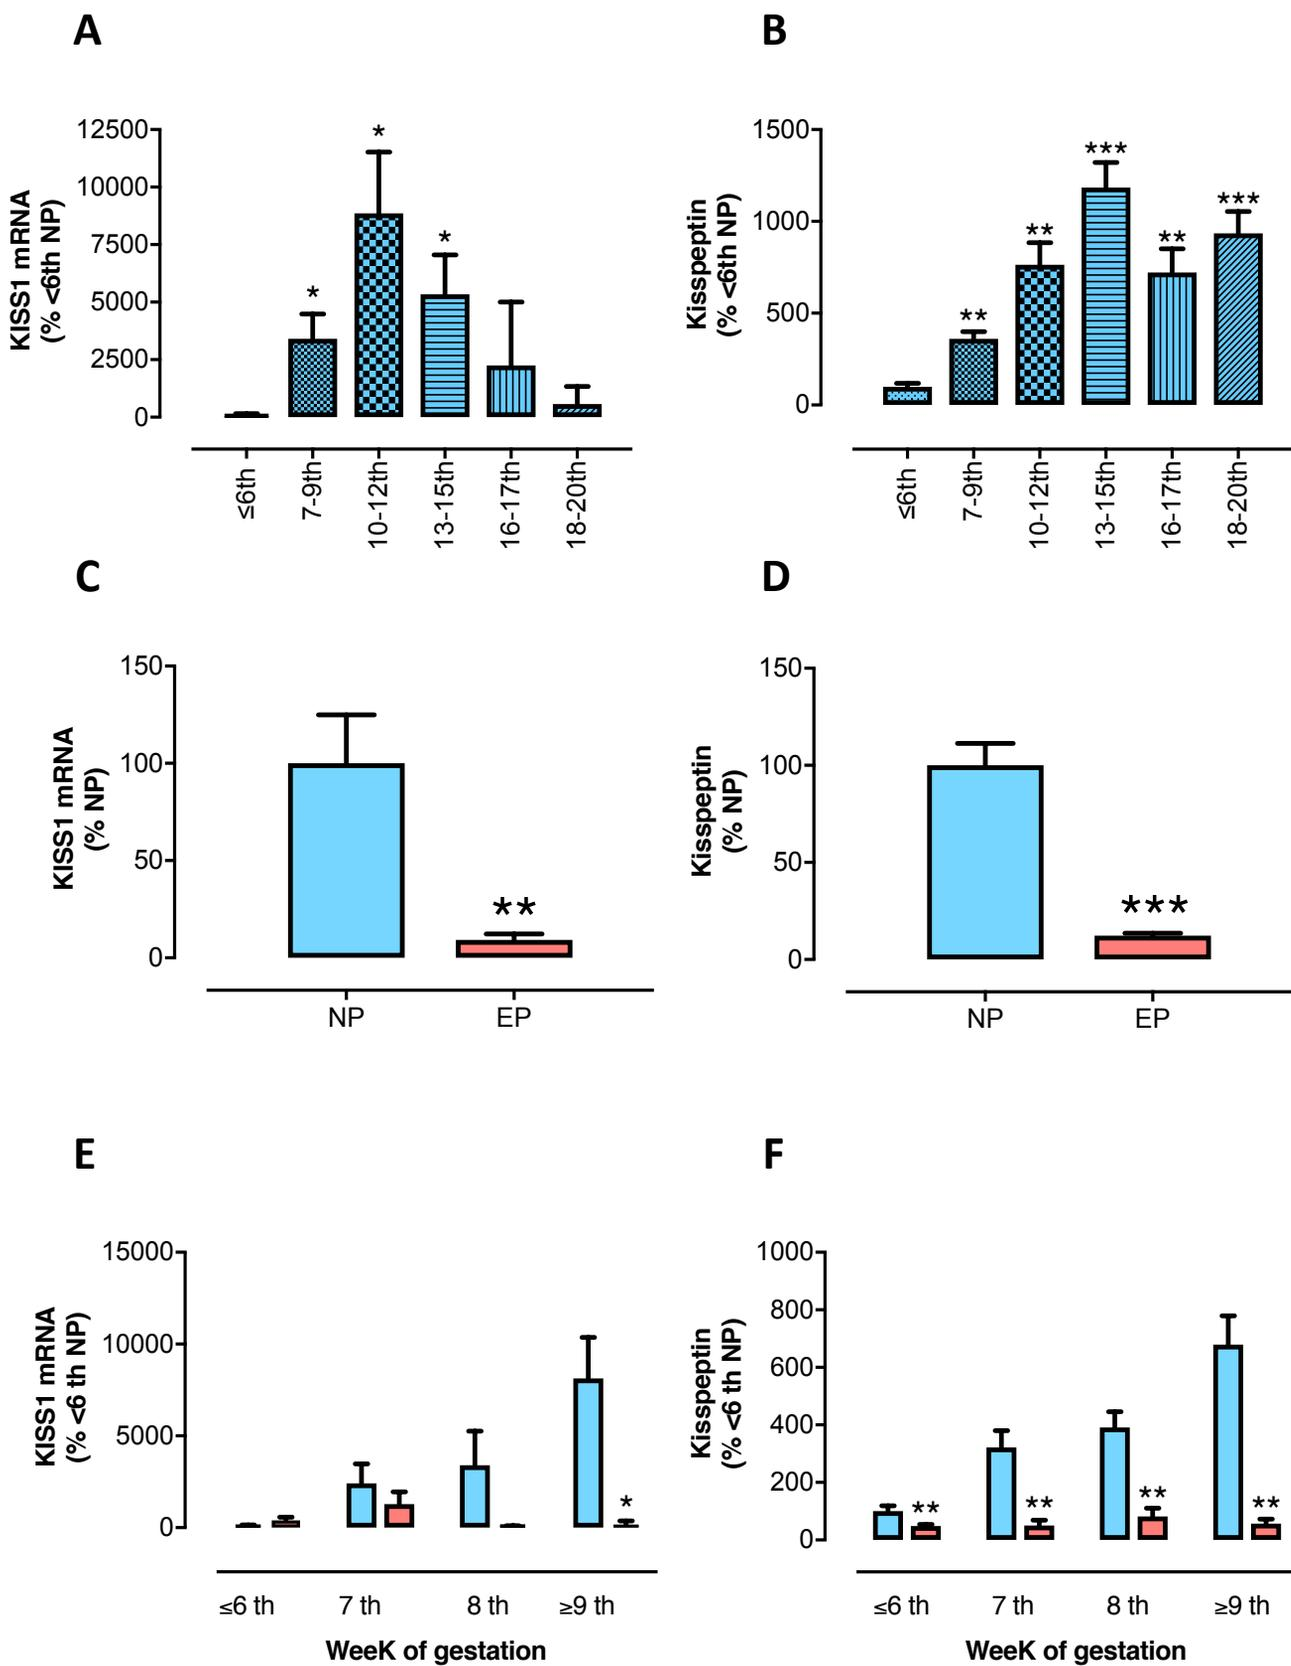 A
KISS1 mRNA
(% <6th NP)
12500
10000
7500
5000
2500
0
*
*
*
≤6th
7-9th
10-12th
13-15th
16-17th
18-20th
B
Kisspeptin
(% <6th NP)
1500
1000
500
0
**
**
***
**
***
≤6th
7-9th
10-12th
13-15th
16-17th
18-20th
C
KISS1 mRNA
(% NP)
150
100
50
0
**
NP
EP
D
Kisspeptin
(% NP)
150
100
50
0
***
NP
EP
E
KISS1 mRNA
(% <6 th NP)
15000
10000
5000
0
*
≤6 th
7 th
8 th
≥9 th
WeeK of gestation
F
Kisspeptin
(% <6 th NP)
1000
800
600
400
200
0
**
**
**
**
≤6 th
7 th
8 th
≥9 th
WeeK of gestation